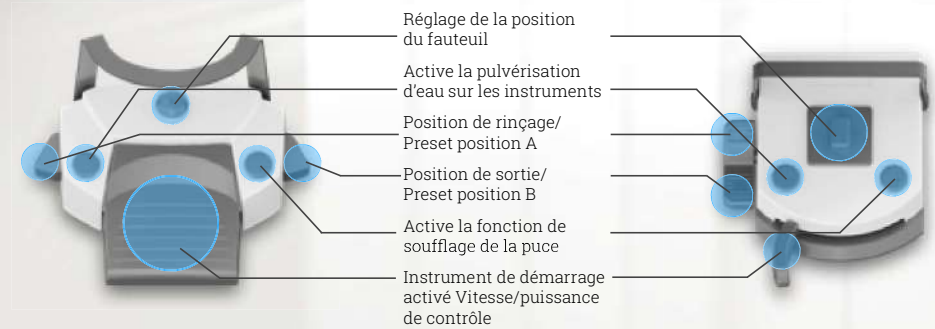 Réglage de la position
du fauteuil
Active la pulvérisation
d'eau sur les instruments
Position de rinçage/
Preset position A
Position de sortie/
Preset position B
Active la fonction de
soufflage de la puce
Instrument de démarrage
activé Vitesse/puissance
de contrôle